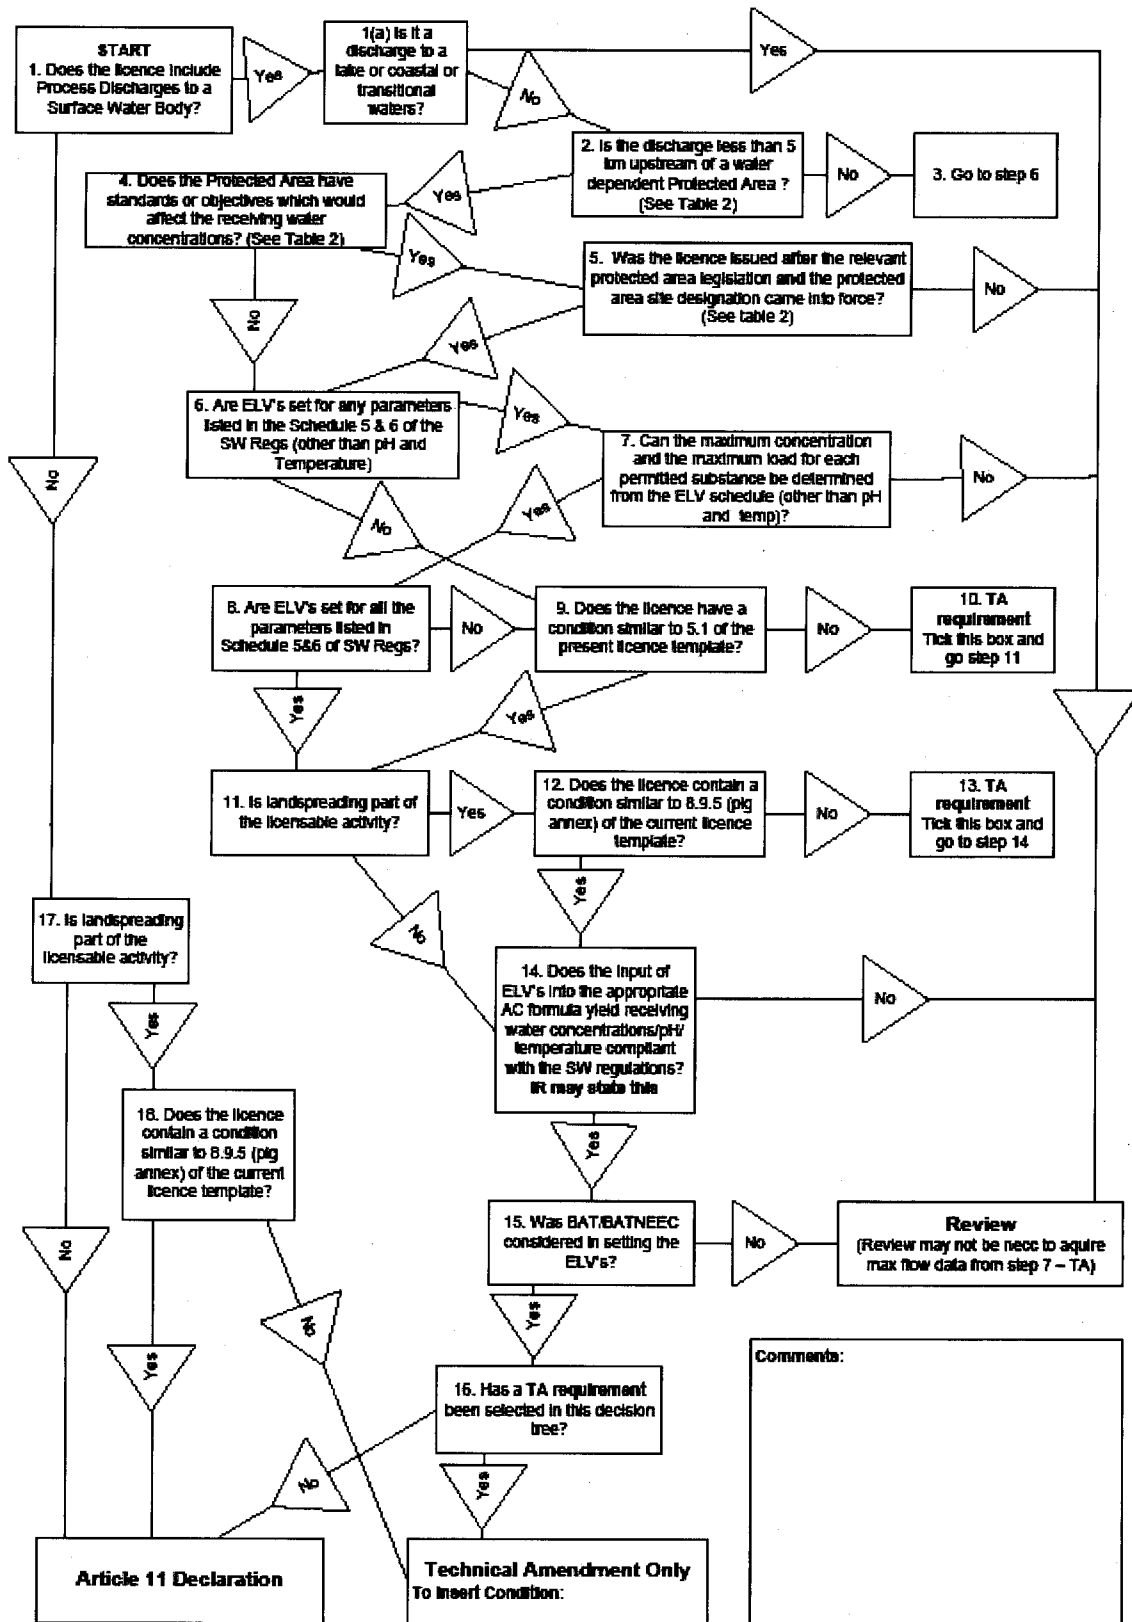 START
1. Does the licence include
Process Discharges to a
Surface Water Body?
Yes
1(a) Is it a
discharge to a
lake or coastal or
transitional
waters?
Yes
No
2. Is the discharge less than 5
km upstream of a water
dependent Protected Area ?
(See Table 2)
No
3. Go to step 6
Yes
4. Does the Protected Area have
standards or objectives which would
affect the receiving water
concentrations? (See Table 2)
Yes
5. Was the licence issued after the relevant
protected area legislation and the protected
area site designation came into force?
(See table 2)
No
No
Yes
6. Are ELV's set for any parameters
listed in the Schedule 5 & 6 of the
SW Regs (other than pH and
Temperature)
Yes
7. Can the maximum concentration
and the maximum load for each
permitted substance be determined
from the ELV schedule (other than pH
and temp)?
No
No
No
Yes
8. Are ELV's set for all the
parameters listed in
Schedule 5&6 of SW Regs?
No
9. Does the licence have a
condition similar to 5.1 of the
present licence template?
No
10. TA
requirement
Tick this box and
go step 11
Yes
Yes
11. Is landspreading part of
the licensable activity?
Yes
12. Does the licence contain a
condition similar to 8.9.5 (pig
annex) of the current licence
template?
No
13. TA
requirement
Tick this box and
go to step 14
Yes
No
17. Is landspreading
part of the
licensable activity?
14. Does the input of
ELV's into the appropriate
AC formula yield receiving
water concentrations/pH/
temperature compliant
with the SW regulations?
IR may state this
No
Yes
18. Does the licence
contain a condition
similar to 8.9.5 (pig
annex) of the current
licence template?
Yes
15. Was BAT/BATNEEC
considered in setting the
ELV's?
No
Review
(Review may not be necc to aquire
max flow data from step 7 – TA)
No
Yes
No
Yes
16. Has a TA requirement
been selected in this decision
tree?
Comments:
No
Yes
Article 11 Declaration
Technical Amendment Only
To Insert Condition: